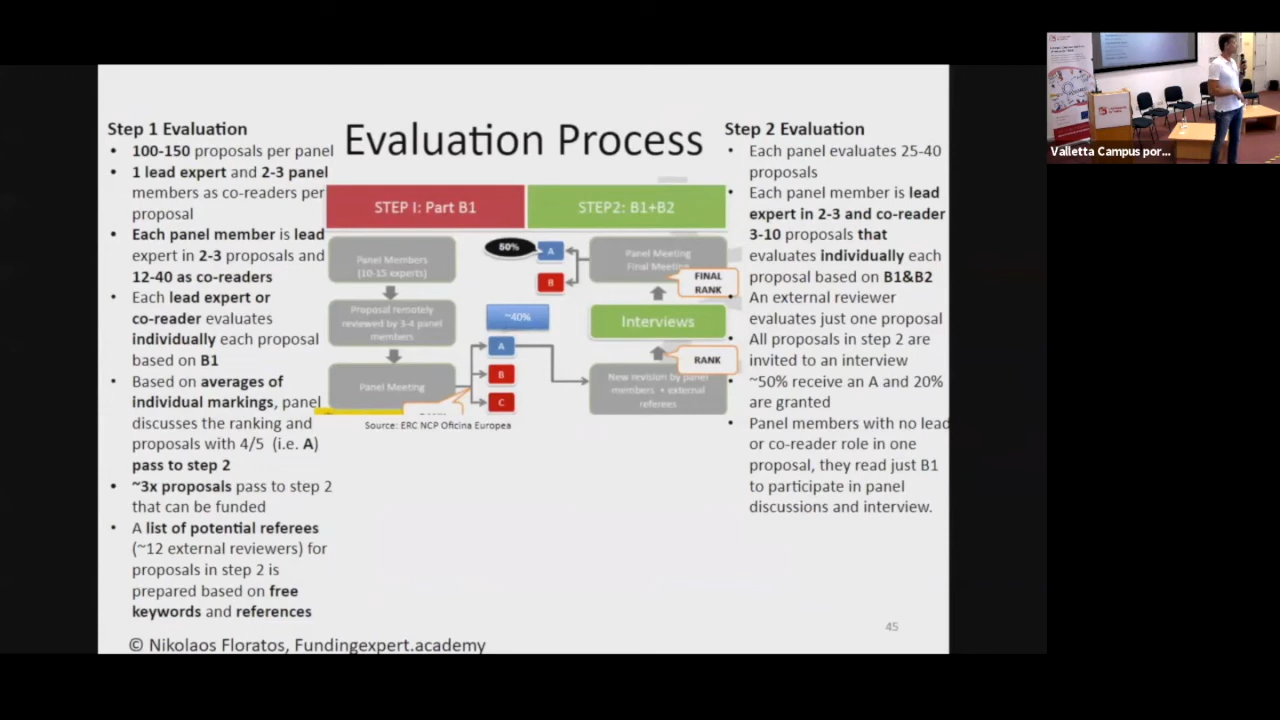 Evaluation Process
Step 1 Evaluation
• 100-150 proposals per panel
• 1 lead expert and 2-3 panel
members as co-readers per
proposal
• Each panel member is lead
expert in 2-3 proposals and
12-40 as co-readers
• Each lead expert or
co-reader evaluates
individually each proposal
based on B1
• Based on averages of
individual markings, panel
discusses the ranking and
proposals with 4/5 (i.e. A)
pass to step 2
• ~3x proposals pass to step 2
that can be funded
• A list of potential referees
(~12 external reviewers) for
proposals in step 2 is
prepared based on free
keywords and references
STEP I: Part B1
Panel Members
(10-15 experts)
Proposal remotely
reviewed by 3-4 panel
members
Panel Meeting
~40%
A
B
C
STEP2: B1+B2
50%
A
B
Panel Meeting
Final Meeting
FINAL
RANK
Interviews
RANK
New revision by panel
members + external
referees
Source: ERC NCP Oficina Europea
Step 2 Evaluation
• Each panel evaluates 25-40
proposals
• Each panel member is lead
expert in 2-3 and co-reader
3-10 proposals that
evaluates individually each
proposal based on B1&B2
• An external reviewer
evaluates just one proposal
• All proposals in step 2 are
invited to an interview
• ~50% receive an A and 20%
are granted
• Panel members with no lead
or co-reader role in one
proposal, they read just B1
to participate in panel
discussions and interview.
45
© Nikolaos Floratos, Fundingexpert.academy
Valletta Campus por...